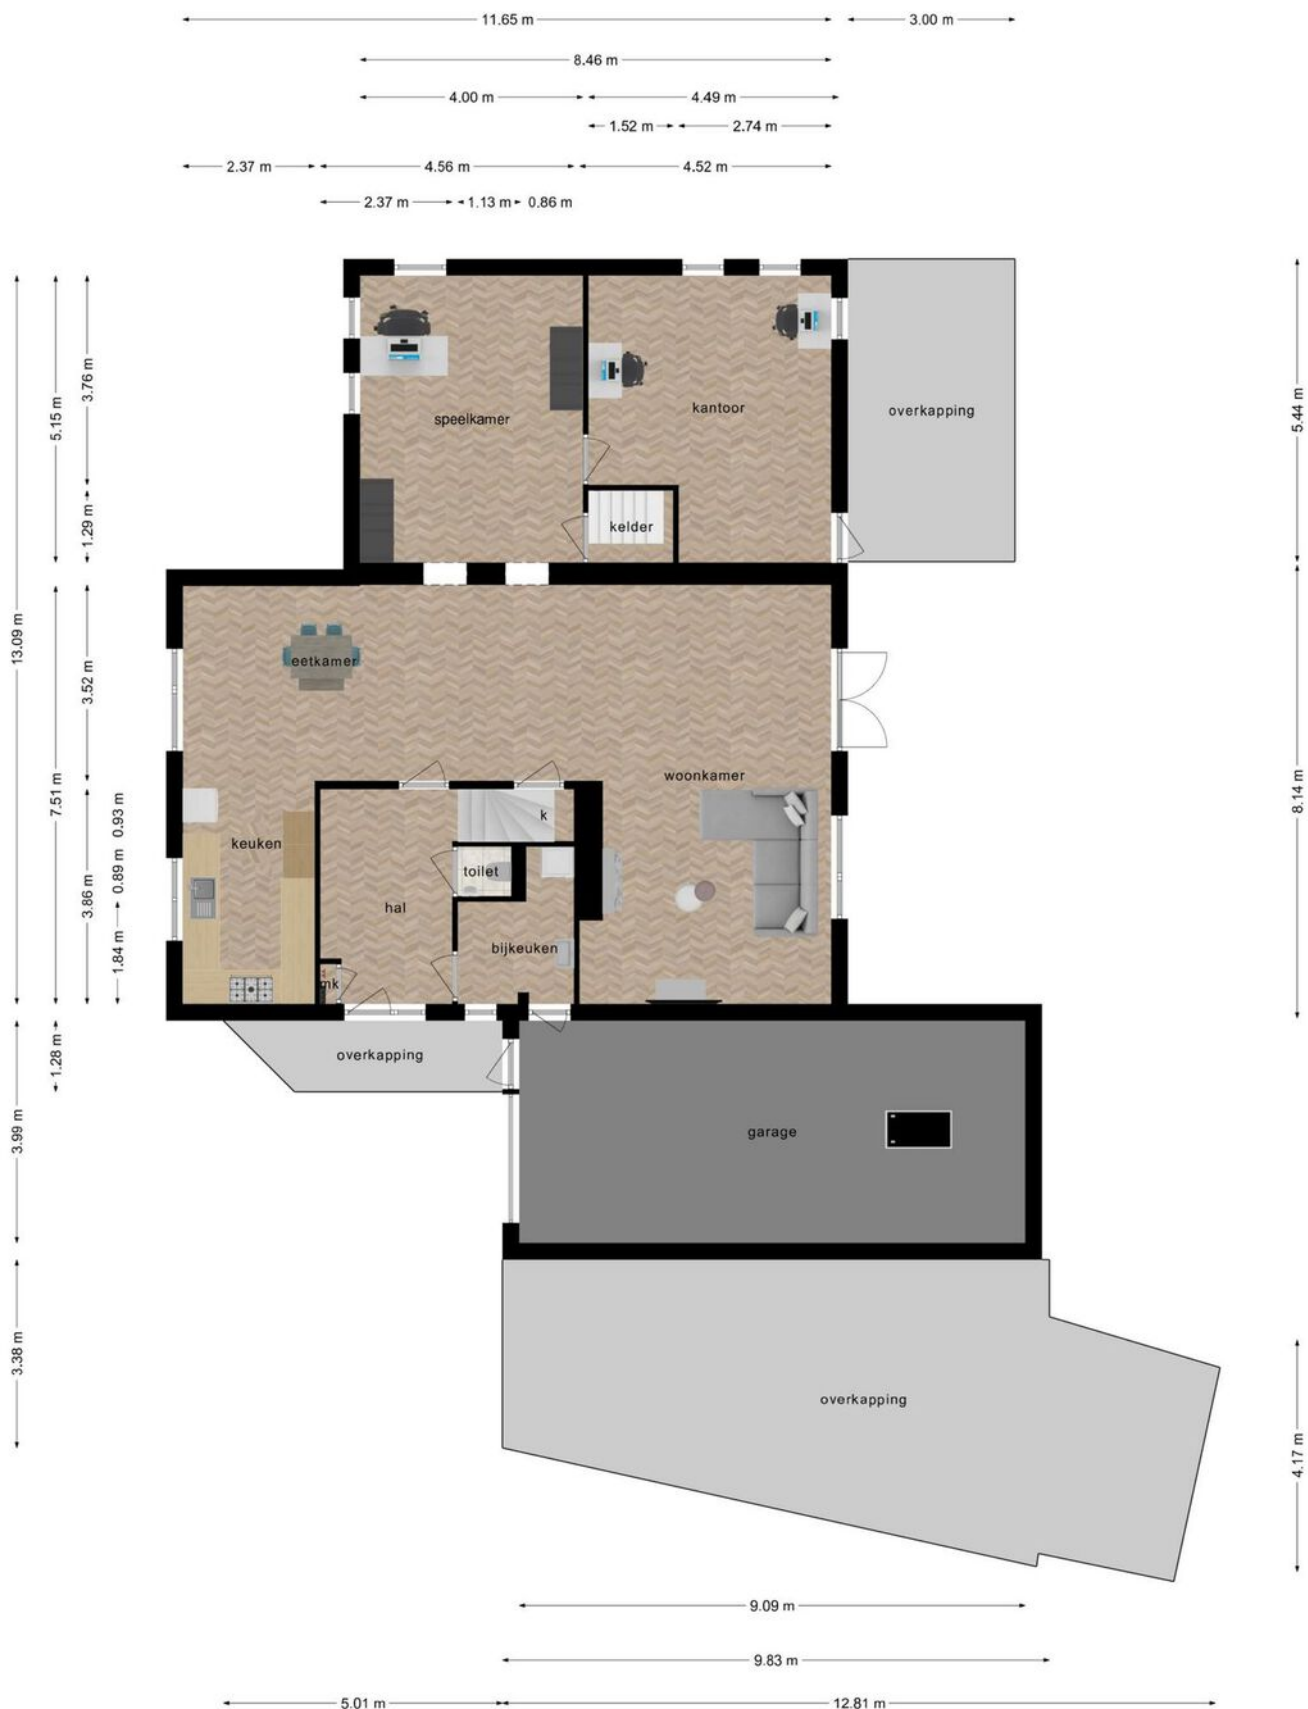 11.65 m
3.00 m
8.46 m
4.00 m
4.49 m
1.52 m
2.74 m
2.37 m
4.56 m
4.52 m
2.37 m
1.13 m
0.86 m
13.09 m
5.15 m
3.76 m
1.29 m
5.44 m
speelkamer
kantoor
overkapping
kelder
7.51 m
3.52 m
8.14 m
eetkamer
woonkamer
3.86 m
0.93 m
0.89 m
1.84 m
keuken
k
toilet
hal
bijkeuken
mk
1.28 m
overkapping
3.99 m
garage
3.38 m
overkapping
4.17 m
9.09 m
9.83 m
5.01 m
12.81 m